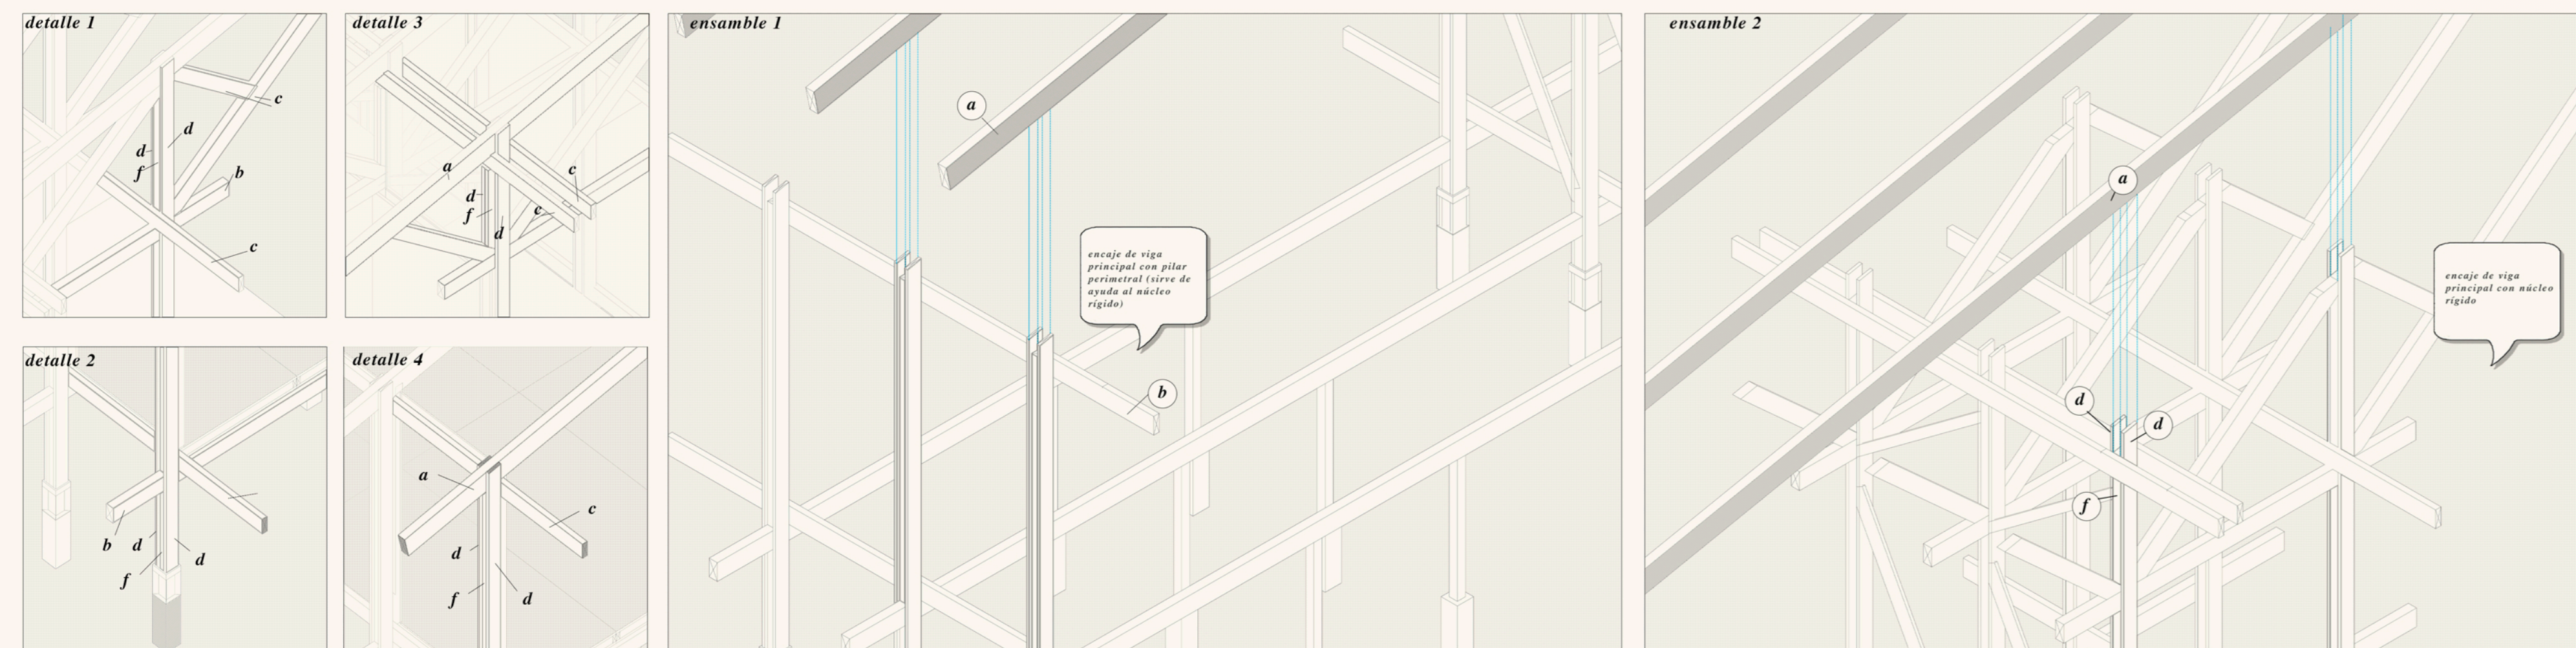 detalle 1
c
d
d
f
b
c
detalle 3
a
c
d
f
c
d
detalle 2
b
d
d
f
detalle 4
a
c
d
f
d
ensamble 1
a
encaje de viga
principal con pilar
perimetral (sirve de
ayuda al núcleo
rígido)
b
ensamble 2
a
encaje de viga
principal con núcleo
rígido
d
d
f